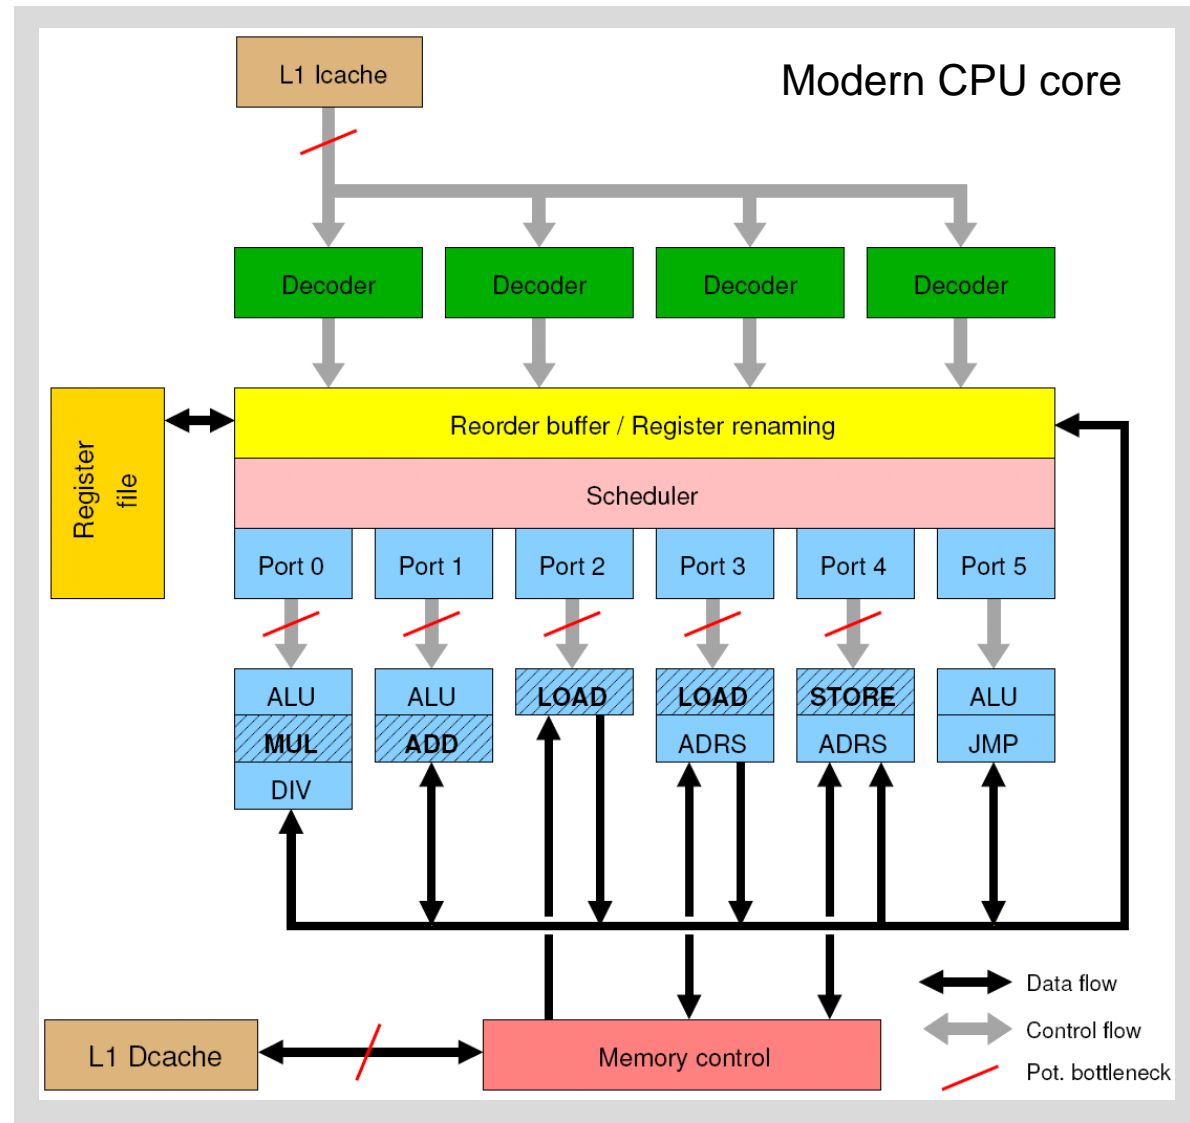 L1 Icache
Modern CPU core
Decoder
Decoder
Decoder
Decoder
Register
file
Reorder buffer / Register renaming
Scheduler
Port 0
Port 1
Port 2
Port 3
Port 4
Port 5
ALU
MUL
DIV
ALU
ADD
LOAD
LOAD
ADRS
STORE
ADRS
ALU
JMP
L1 Dcache
Memory control
Data flow
Control flow
Pot. bottleneck